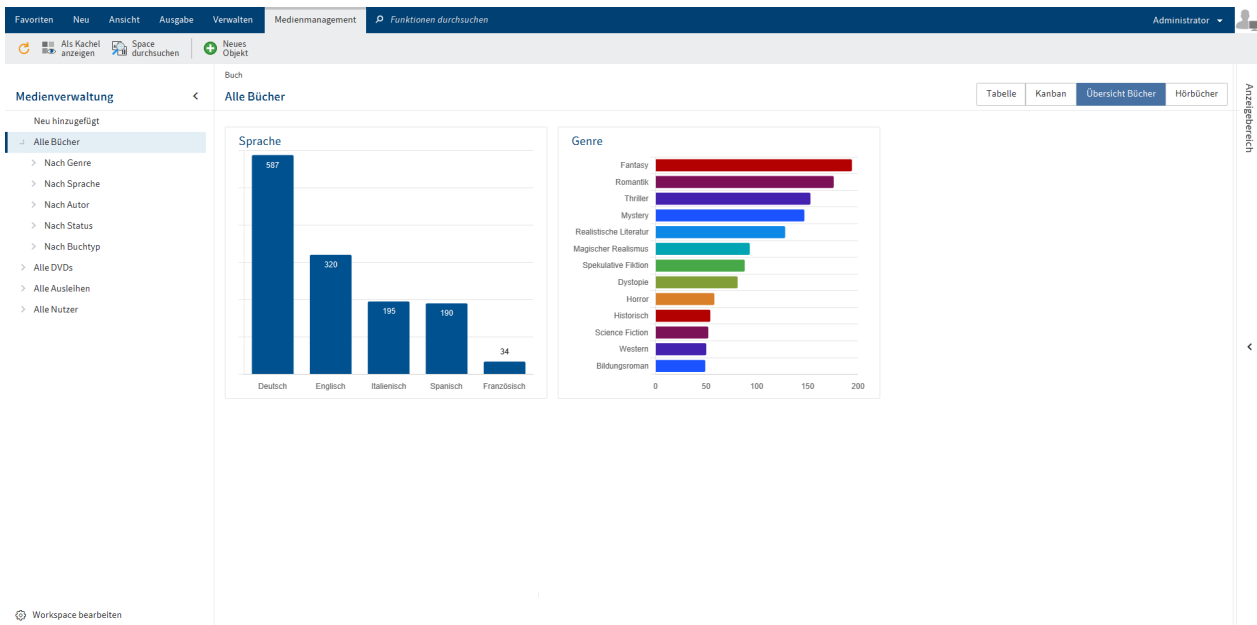 Favoriten Neu Ansicht Ausgabe Verwalten Medienmanagement Funktionen durchsuchen Administrator
Als Kachel anzeigen
Space durchsuchen
Neues Objekt
Medienverwaltung
Neu hinzugefügt
Alle Bücher
Nach Genre
Nach Sprache
Nach Autor
Nach Status
Nach Buchtyp
Alle DVDs
Alle Ausleihen
Alle Nutzer
Workspace bearbeiten
Buch
Alle Bücher
Tabelle Kanban Übersicht Bücher Hörbücher
Sprache
587
320
195
190
34
Deutsch Englisch Italienisch Spanisch Französisch
Genre
Fantasy
Romantik
Thriller
Mystery
Realistische Literatur
Magischer Realismus
Spekulative Fiktion
Dystopie
Horror
Historisch
Science Fiction
Western
Bildungsroman
0 50 100 150 200
Anzeigebereich